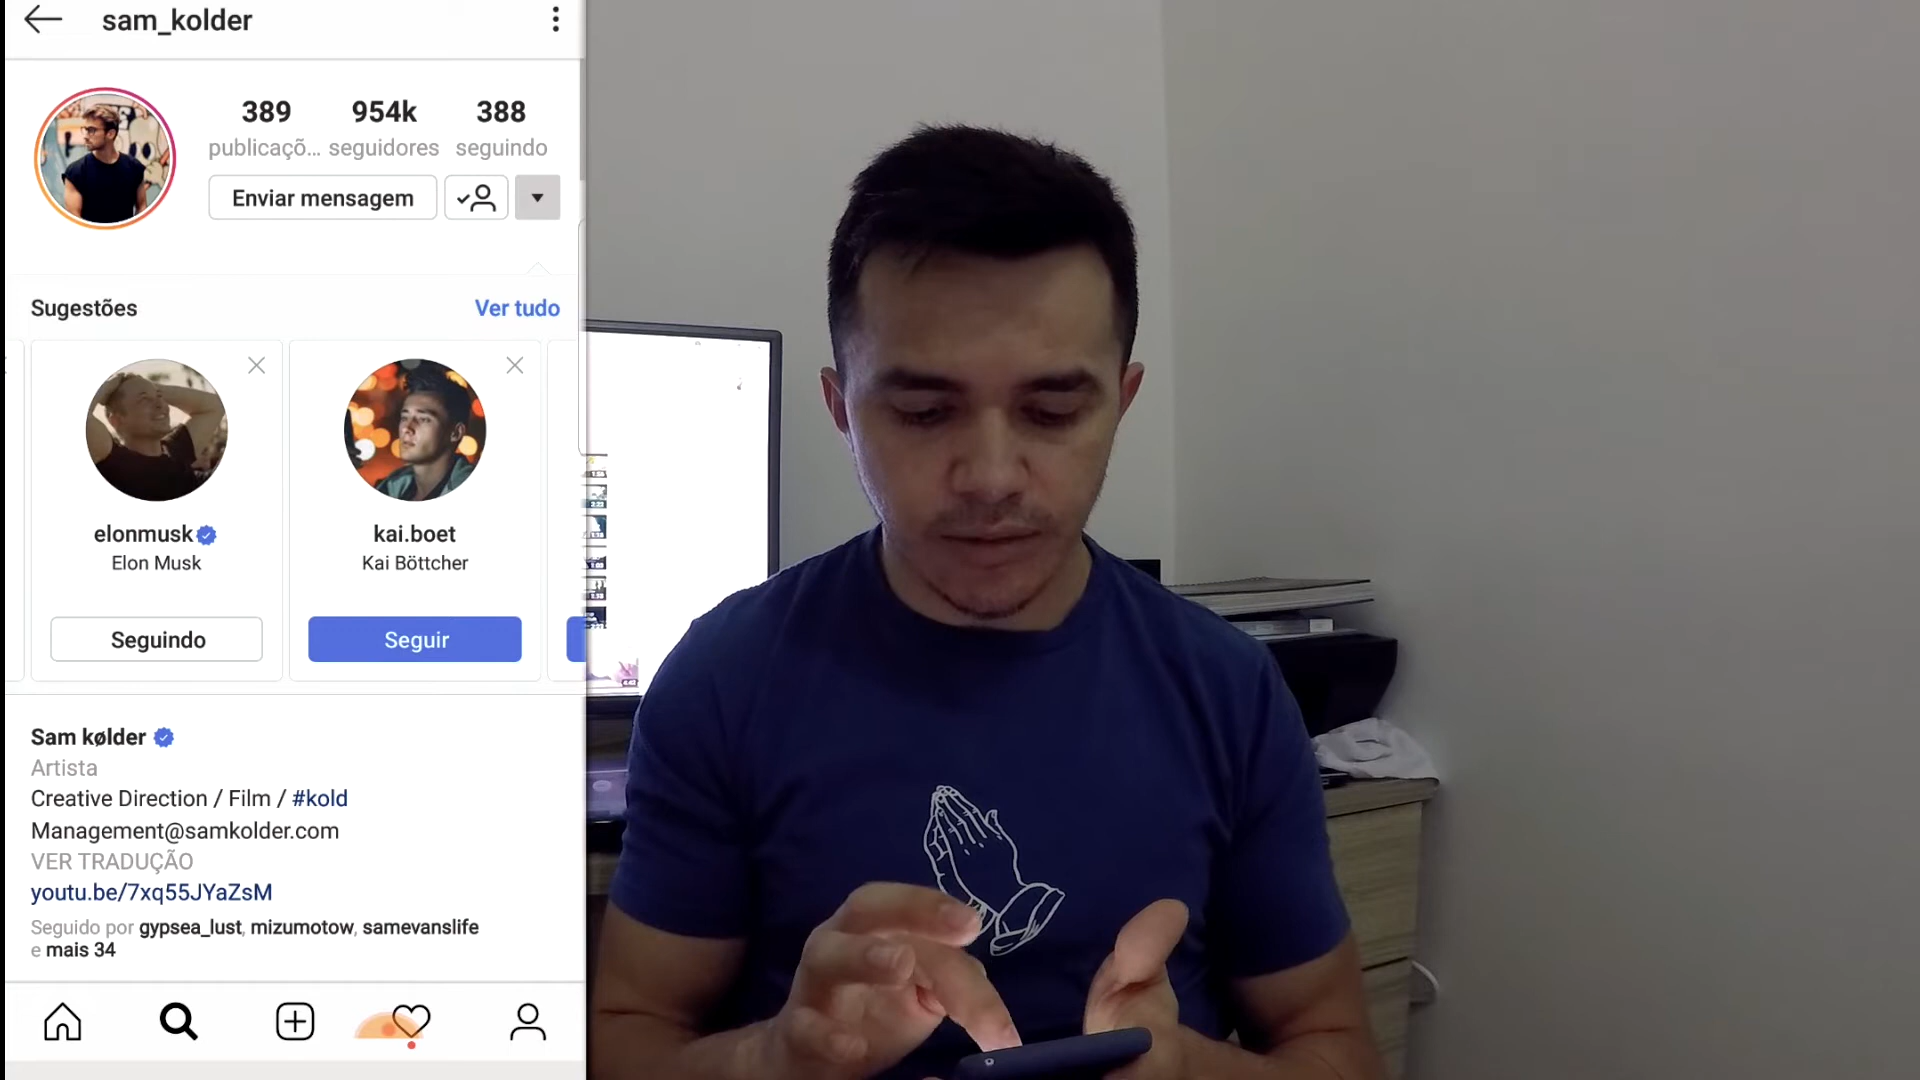 sam_kolder
389 954k 388
publicaçõ... seguidores seguindo
Enviar mensagem
Sugestões Ver tudo
elonmusk kai.boet
Elon Musk Kai Böttcher
Seguindo Seguir
Sam kølder
Artista
Creative Direction / Film / #kold
Management@samkolder.com
VER TRADUÇÃO
youtu.be/7xq55JYaZsM
Seguido por gypsea_lust, mizumotow, samevanslife
e mais 34